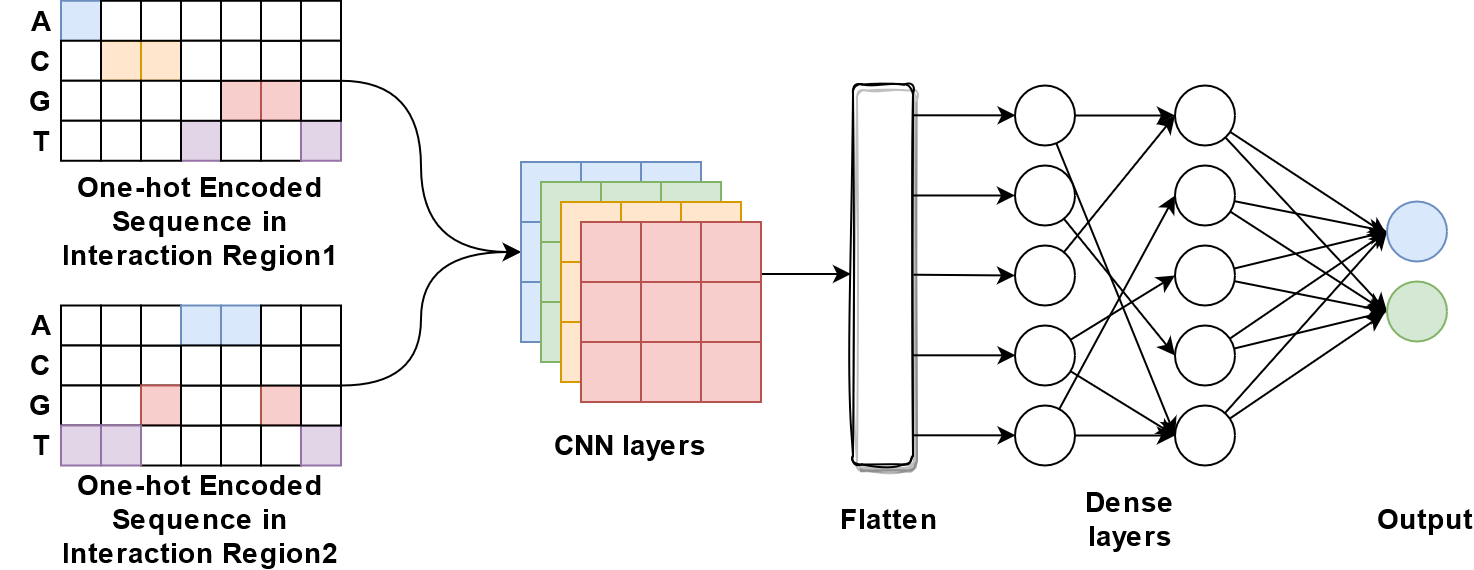 A
C
G
T
One-hot Encoded
Sequence in
Interaction Region1
A
C
G
T
One-hot Encoded
Sequence in
Interaction Region2
CNN layers
Flatten
Dense
layers
Output